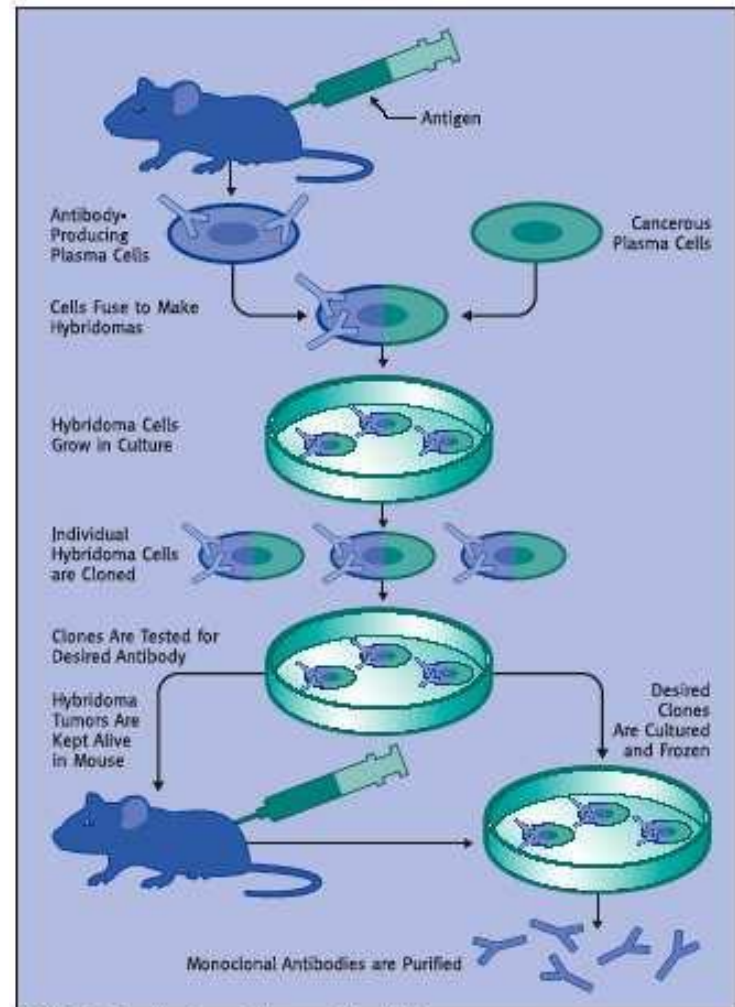 Antigen
Antibody-
Producing
Plasma Cells
Cancerous
Plasma Cells
Cells Fuse to Make
Hybridomas
Hybridoma Cells
Grow in Culture
Individual
Hybridoma Cells
are Cloned
Clones Are Tested for
Desired Antibody
Hybridoma
Tumors Are
Kept Alive
in Mouse
Desired
Clones
Are Cultured
and Frozen
Monoclonal Antibodies are Purified